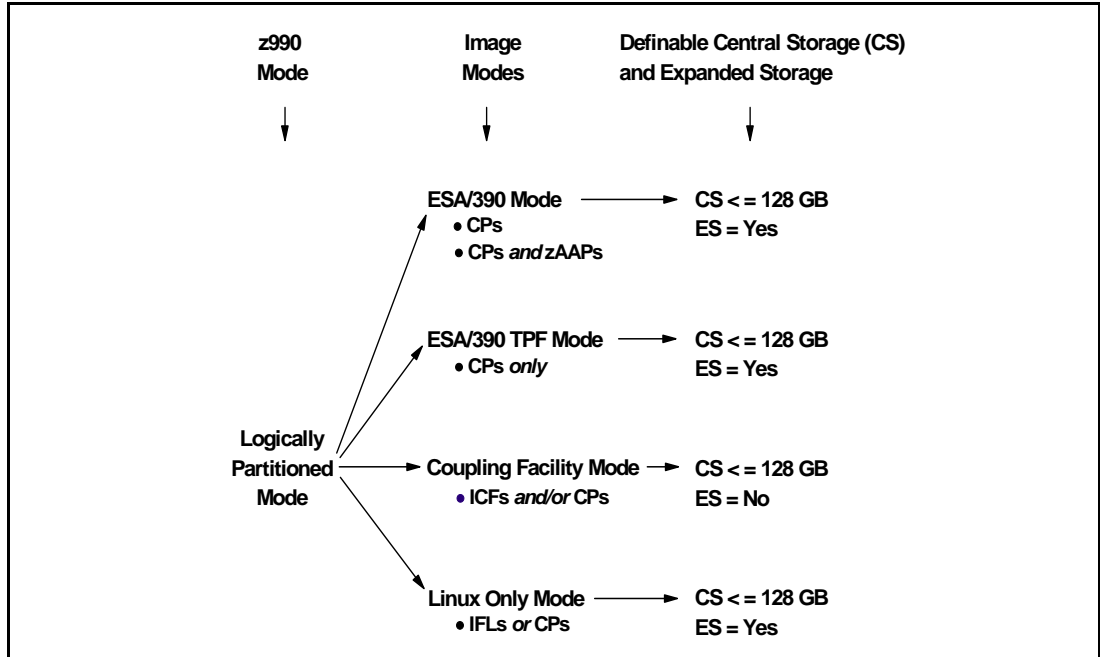 z990
Mode
Image
Modes
Definable Central Storage (CS)
and Expanded Storage
ESA/390 Mode
• CPs
• CPs and zAAPs
CS < = 128 GB
ES = Yes
ESA/390 TPF Mode
• CPs only
CS < = 128 GB
ES = Yes
Logically
Partitioned
Mode
Coupling Facility Mode
• ICFs and/or CPs
CS < = 128 GB
ES = No
Linux Only Mode
• IFLs or CPs
CS < = 128 GB
ES = Yes